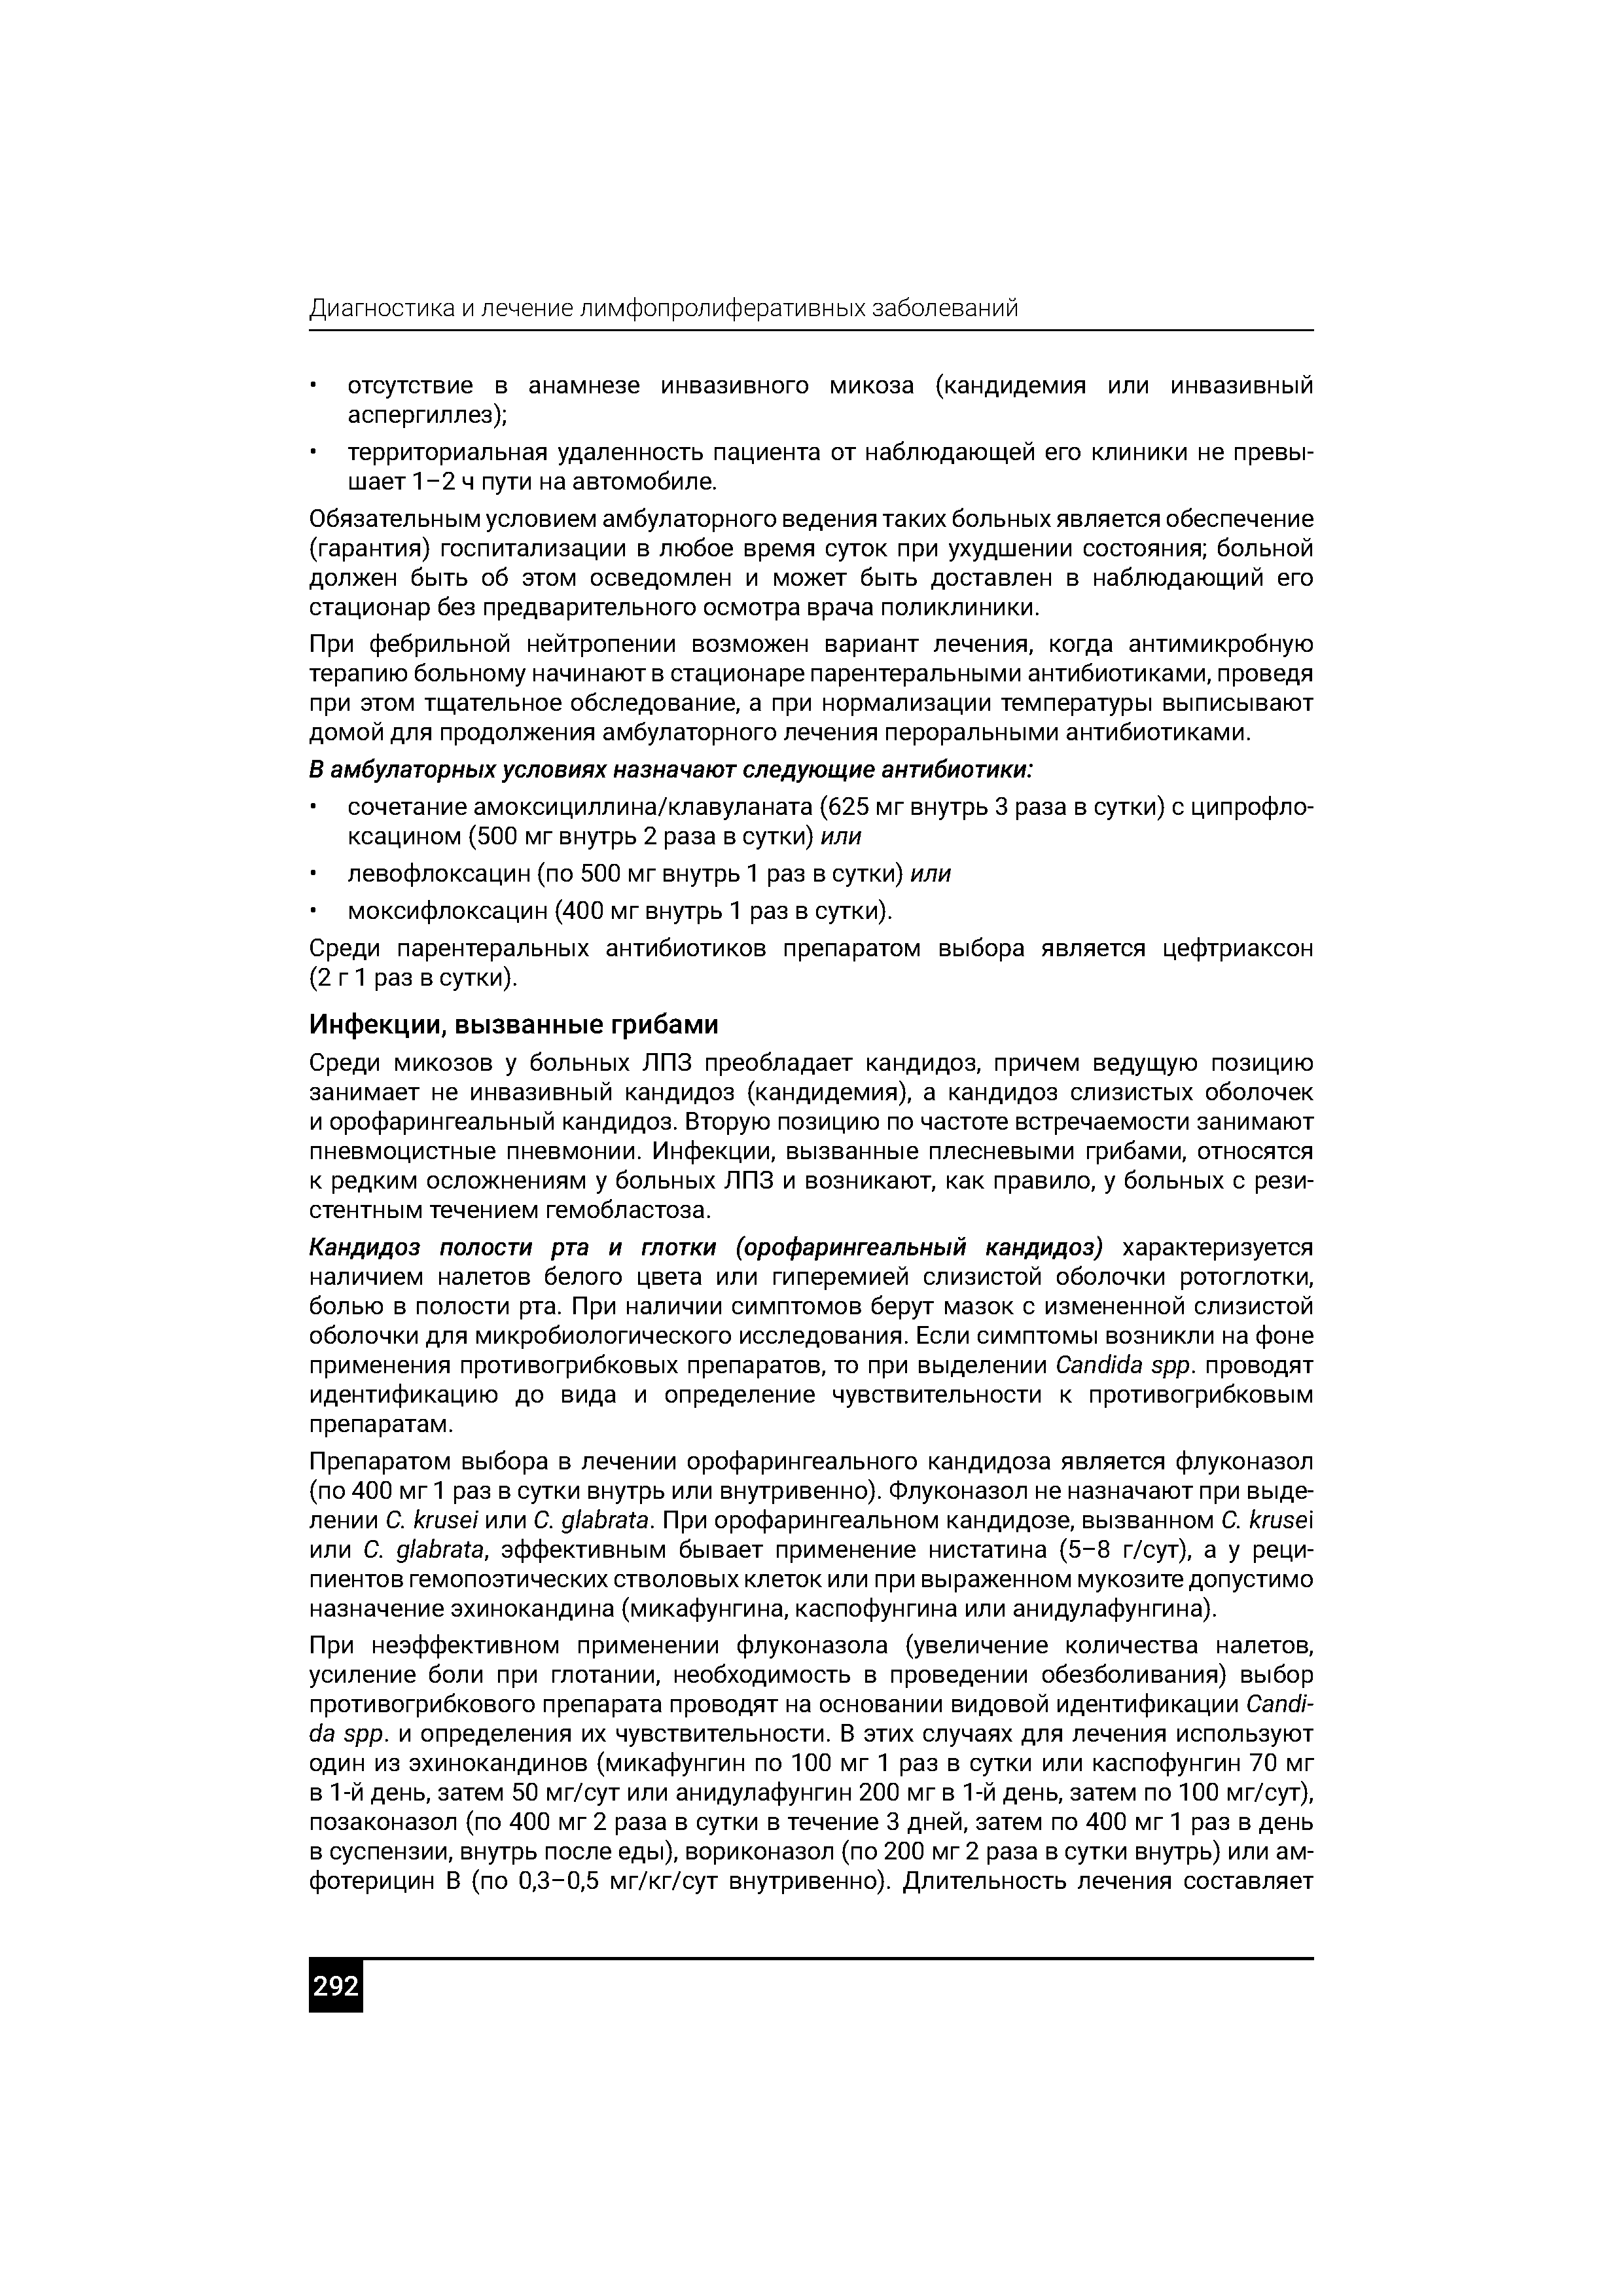 Диагностика и лечение лимфопролиферативных заболеваний
• отсутствие в анамнезе инвазивного микоза (кандидемия или инвазивный
аспергиллез);
• территориальная удаленность пациента от наблюдающей его клиники не превы-
шает 1–2 ч пути на автомобиле.
Обязательным условием амбулаторного ведения таких больных является обеспечение
(гарантия) госпитализации в любое время суток при ухудшении состояния; больной
должен быть об этом осведомлен и может быть доставлен в наблюдающий его
стационар без предварительного осмотра врача поликлиники.
При фебрильной нейтропении возможен вариант лечения, когда антимикробную
терапию больному начинают в стационаре парентеральными антибиотиками, проведя
при этом тщательное обследование, а при нормализации температуры выписывают
домой для продолжения амбулаторного лечения пероральными антибиотиками.
В амбулаторных условиях назначают следующие антибиотики:
• сочетание амоксициллина/клавуланата (625 мг внутрь 3 раза в сутки) с ципрофло-
ксацином (500 мг внутрь 2 раза в сутки) или
• левофлоксацин (по 500 мг внутрь 1 раз в сутки) или
• моксифлоксацин (400 мг внутрь 1 раз в сутки).
Среди парентеральных антибиотиков препаратом выбора является цефтриаксон
(2 г 1 раз в сутки).
Инфекции, вызванные грибами
Среди микозов у больных ЛПЗ преобладает кандидоз, причем ведущую позицию
занимает не инвазивный кандидоз (кандидемия), а кандидоз слизистых оболочек
и орофарингеальный кандидоз. Вторую позицию по частоте встречаемости занимают
пневмоцистные пневмонии. Инфекции, вызванные плесневыми грибами, относятся
к редким осложнениям у больных ЛПЗ и возникают, как правило, у больных с рези-
стентным течением гемобластоза.
Кандидоз полости рта и глотки (орофарингеальный кандидоз) характеризуется
наличием налетов белого цвета или гиперемией слизистой оболочки ротоглотки,
болью в полости рта. При наличии симптомов берут мазок с измененной слизистой
оболочки для микробиологического исследования. Если симптомы возникли на фоне
применения противогрибковых препаратов, то при выделении Candida spp. проводят
идентификацию до вида и определение чувствительности к противогрибковым
препаратам.
Препаратом выбора в лечении орофарингеального кандидоза является флуконазол
(по 400 мг 1 раз в сутки внутрь или внутривенно). Флуконазол не назначают при выде-
лении C. krusei или C. glabrata. При орофарингеальном кандидозе, вызванном C. krusei
или C. glabrata, эффективным бывает применение нистатина (5–8 г/сут), а у реци-
пиентов гемопоэтических стволовых клеток или при выраженном мукозите допустимо
назначение эхинокандина (микафунгина, каспофунгина или анидулафунгина).
При неэффективном применении флуконазола (увеличение количества налетов,
усиление боли при глотании, необходимость в проведении обезболивания) выбор
противогрибкового препарата проводят на основании видовой идентификации Candi-
da spp. и определения их чувствительности. В этих случаях для лечения используют
один из эхинокандинов (микафунгин по 100 мг 1 раз в сутки или каспофунгин 70 мг
в 1-й день, затем 50 мг/сут или анидулафунгин 200 мг в 1-й день, затем по 100 мг/сут),
позаконазол (по 400 мг 2 раза в сутки в течение 3 дней, затем по 400 мг 1 раз в день
в суспензии, внутрь после еды), вориконазол (по 200 мг 2 раза в сутки внутрь) или ам-
фотерицин В (по 0,3–0,5 мг/кг/сут внутривенно). Длительность лечения составляет
292